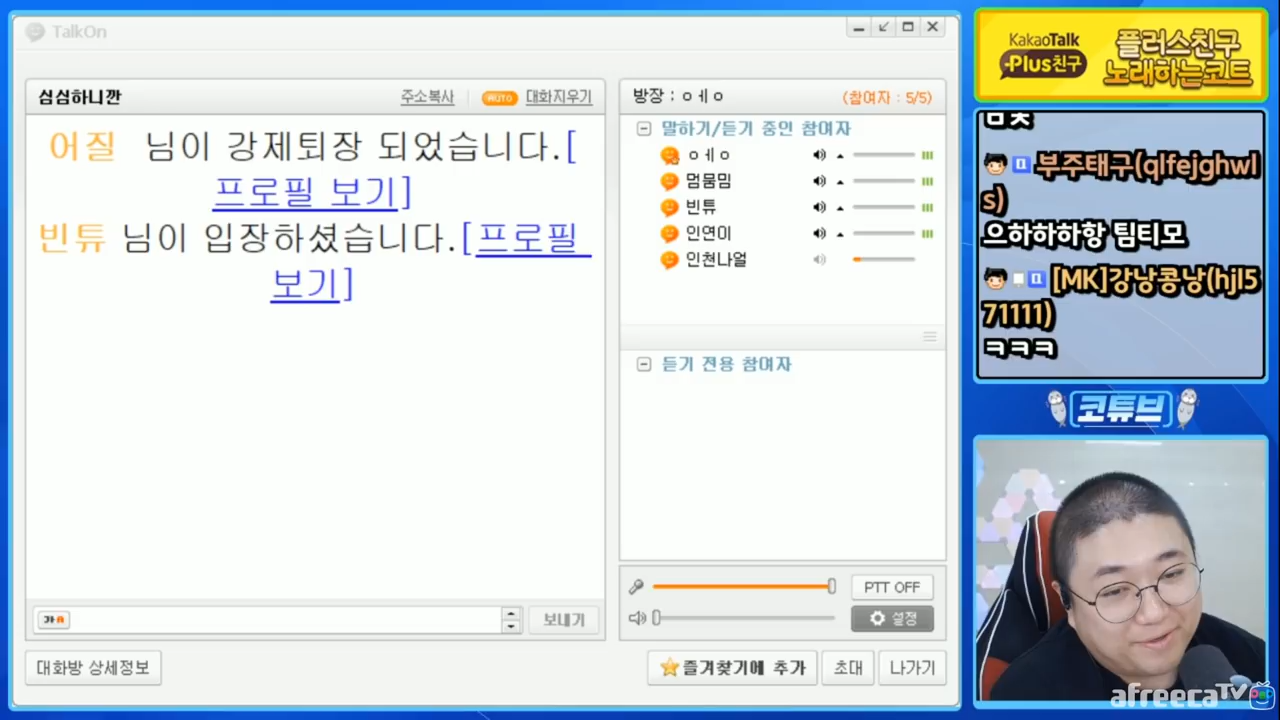 TalkOn
심심하니깐
주소복사
AUTO 대화지우기
어질 님이 강제퇴장 되었습니다.[
프로필 보기]
빈튜 님이 입장하셨습니다.[프로필
보기]
보내기
대화방 상세정보
방장 : ㅇㅔㅇ
(참여자 : 5/5)
말하기/듣기 중인 참여자
ㅇㅔㅇ
멈뭄밈
빈튜
인연이
인천나얼
듣기 전용 참여자
PTT OFF
설정
즐겨찾기에 추가
초대
나가기
KakaoTalk
Plus친구
플러스친구
노래하는코트
부주태구(qlfejghwl
s)
으하하하항 팀티모
[MK]강낭콩낭(hjl5
71111)
ㅋㅋㅋ
코튜브
afreecaTV